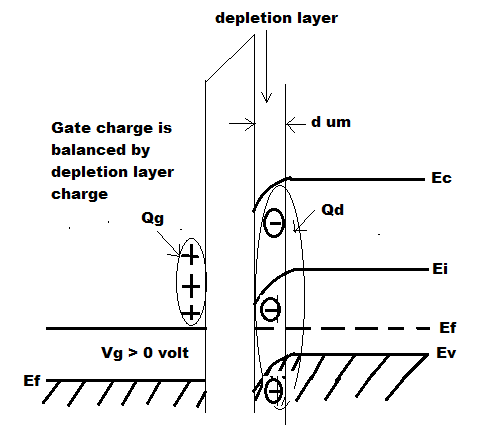 depletion layer
d um
Gate charge is
balanced by
depletion layer
charge
Ec
Qg
Qd
Ei
Ef
Vg > 0 volt
Ev
Ef